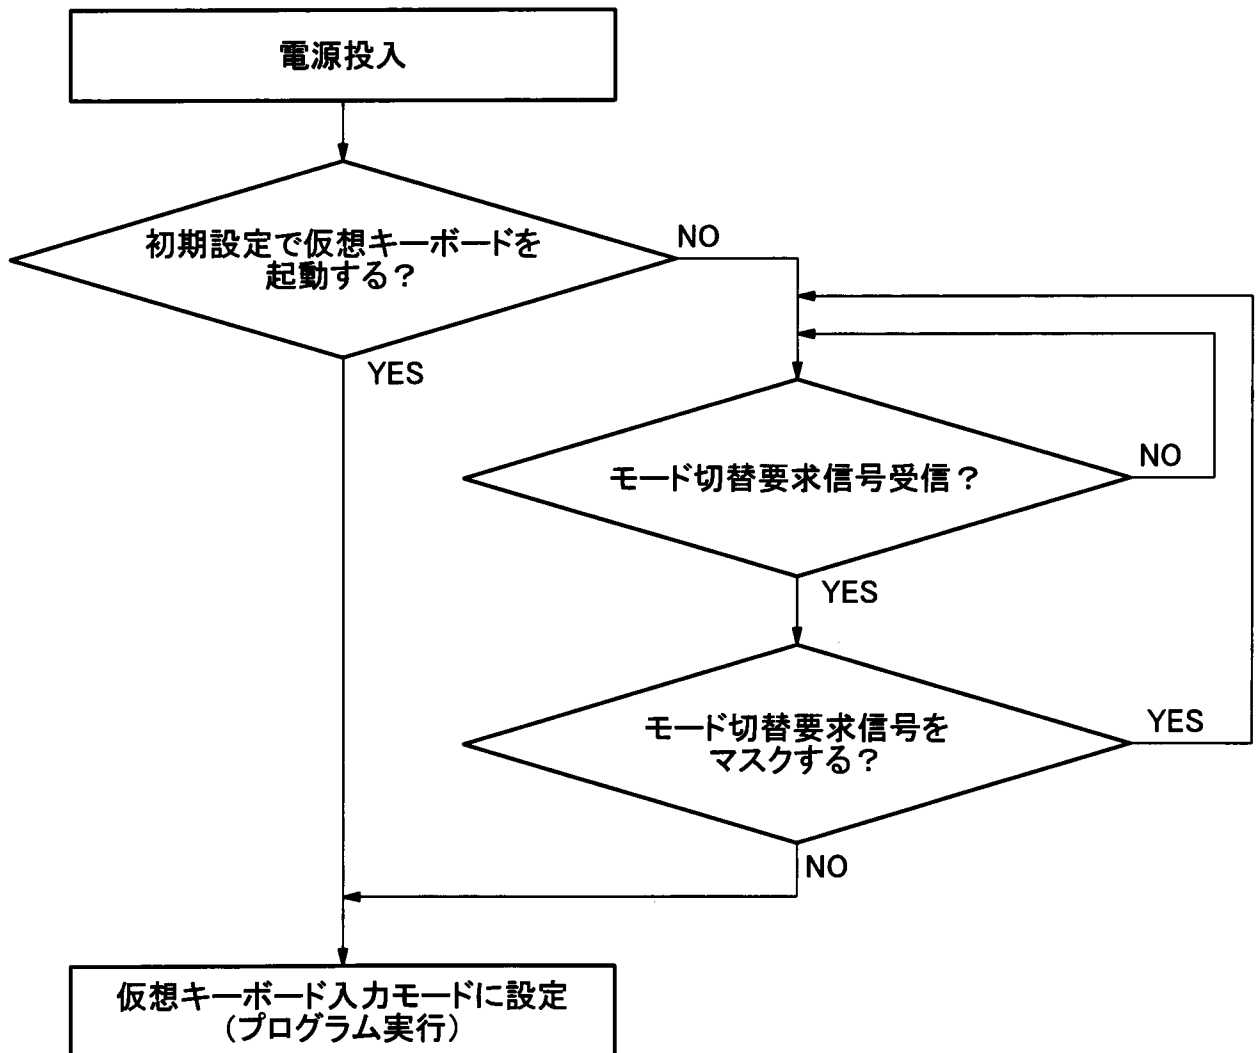 電源投入
初期設定で仮想キーボードを
起動する？
NO
YES
モード切替要求信号受信？
NO
YES
モード切替要求信号を
マスクする？
YES
NO
仮想キーボード入力モードに設定
（プログラム実行）